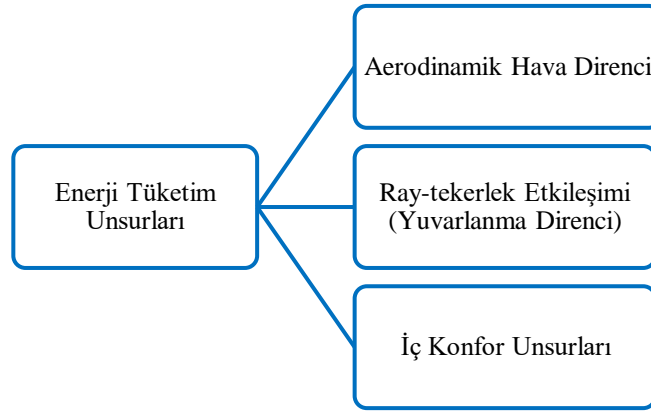 Aerodinamik Hava Direnci
Enerji Tüketim
Unsurları
Ray-tekerlek Etkileşimi
(Yuvarlanma Direnci)
İç Konfor Unsurları